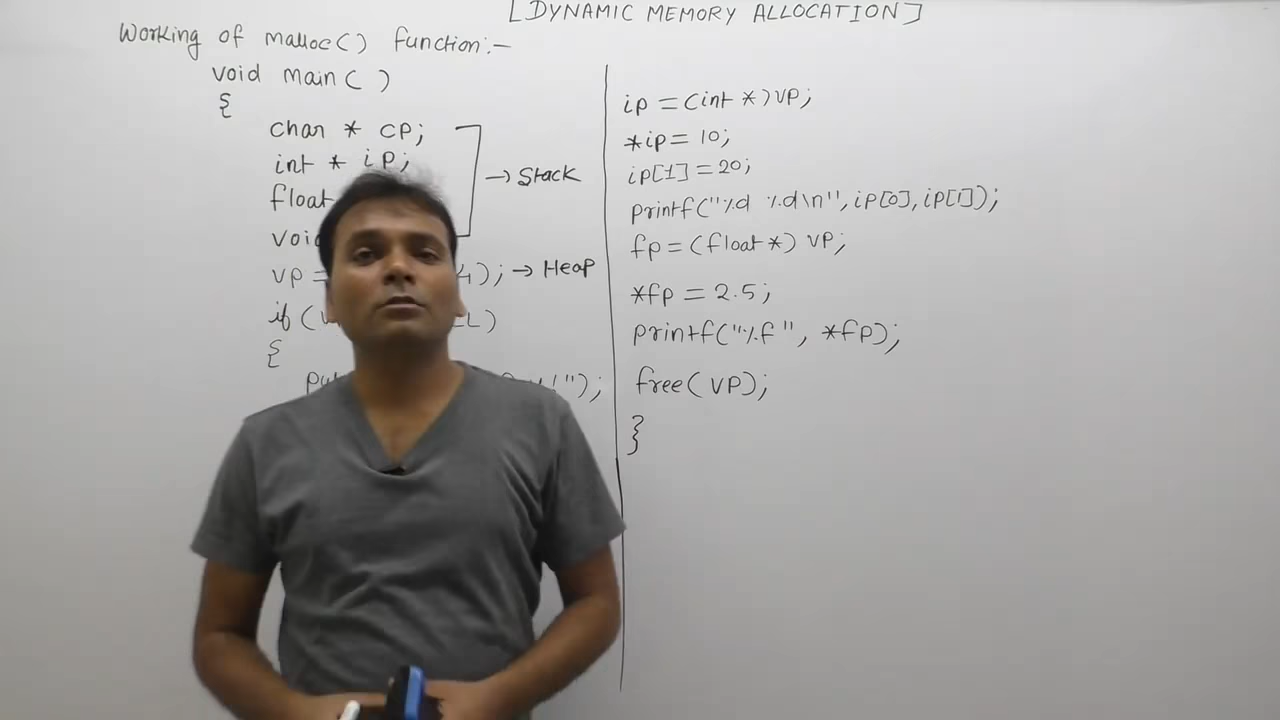 [DYNAMIC MEMORY ALLOCATION]
Working of malloc() function:-
void main( )
{
char * cp;
int * ip;
float
→ Stack
void
vp =
4); → Heap
if (
L)
{
");
ip = (int *) vp;
*ip = 10;
ip[1] = 20;
printf("%d %d\n", ip[0], ip[1]);
fp = (float*) vp;
*fp = 2.5;
printf("%f", *fp);
free(vp);
}